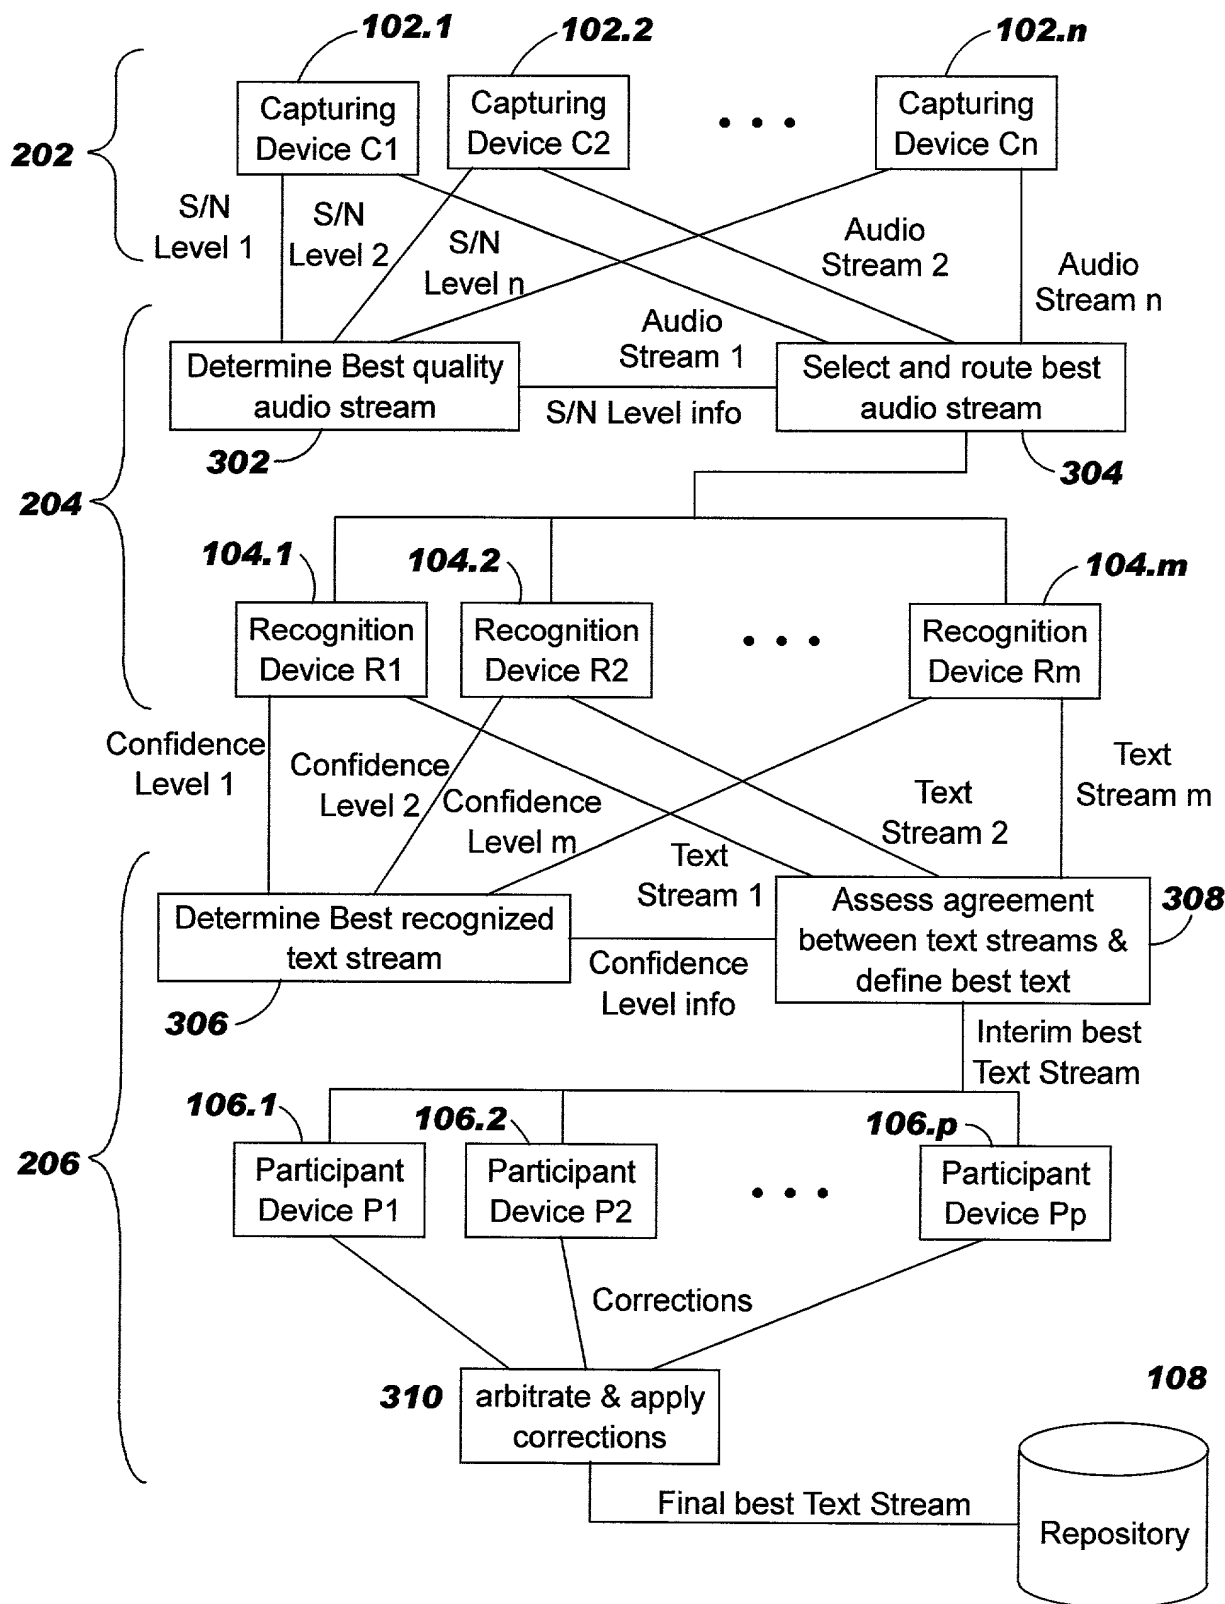 102.1
102.2
102.n
Capturing
Device C1
Capturing
Device C2
Capturing
Device Cn
202
S/N
Level 1
S/N
Level 2
S/N
Level n
Audio
Stream 2
Audio
Stream n
Audio
Stream 1
Determine Best quality
audio stream
S/N Level info
Select and route best
audio stream
302
304
204
104.1
104.2
104.m
Recognition
Device R1
Recognition
Device R2
Recognition
Device Rm
Confidence
Level 1
Confidence
Level 2
Confidence
Level m
Text
Stream 1
Text
Stream 2
Text
Stream m
Determine Best recognized
text stream
Confidence
Level info
Assess agreement
between text streams &
define best text
308
306
Interim best
Text Stream
106.1
106.2
106.p
206
Participant
Device P1
Participant
Device P2
Participant
Device Pp
Corrections
310
arbitrate & apply
corrections
108
Final best Text Stream
Repository